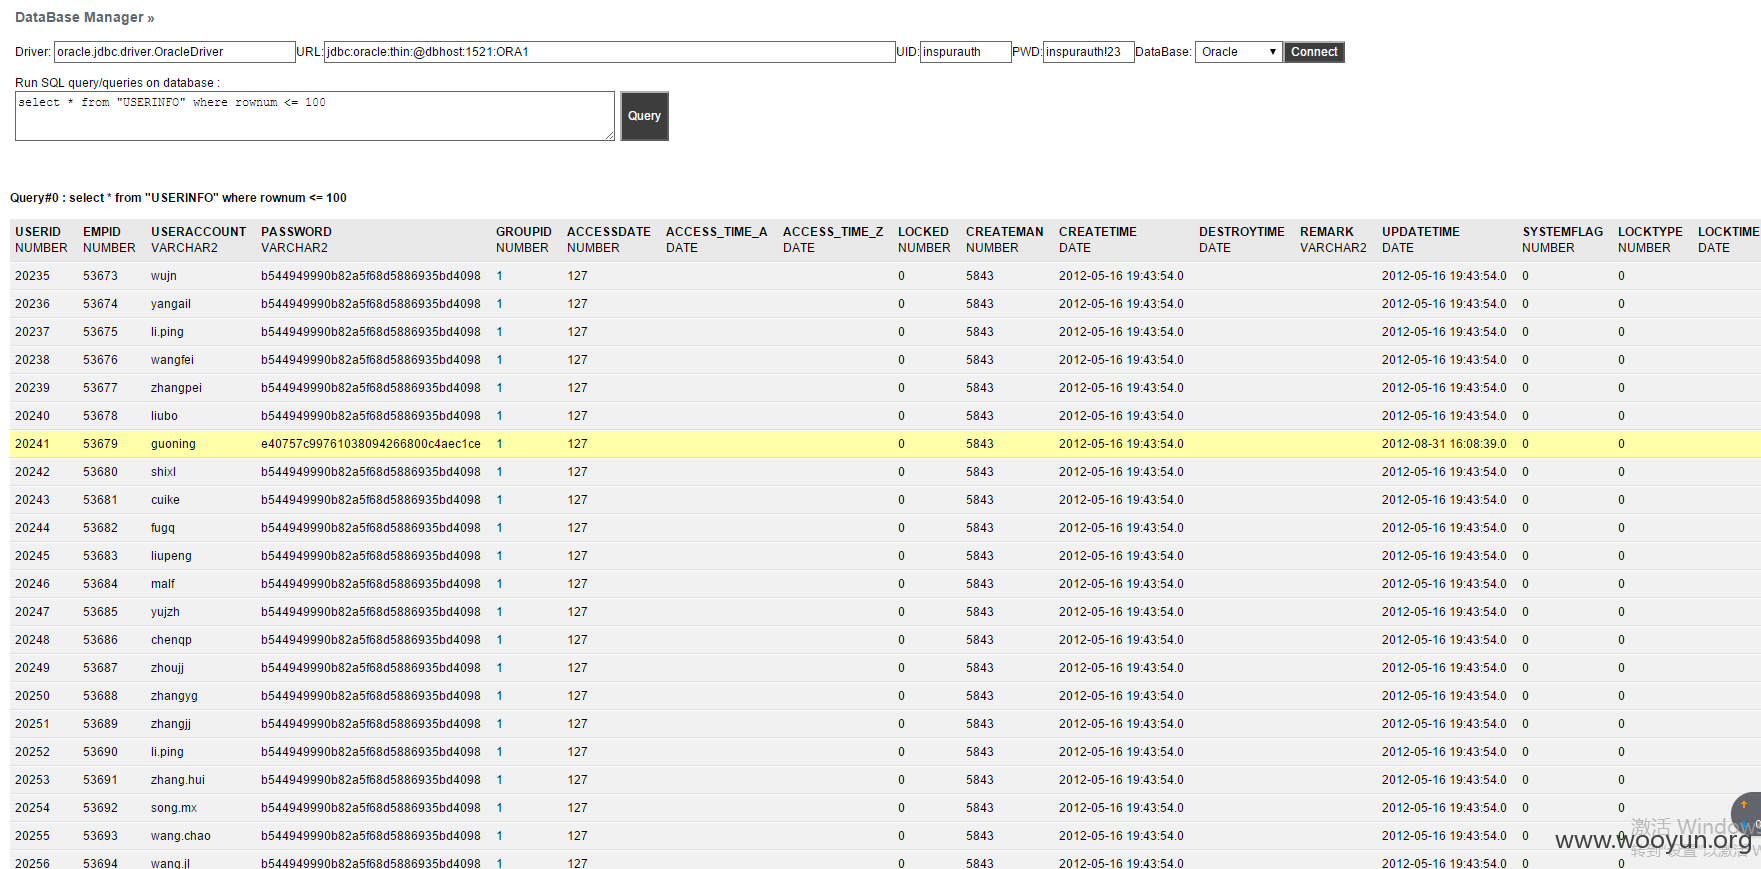 DataBase Manager »
Driver: oracle.jdbc.driver.OracleDriver URL: jdbc:oracle:thin:@dbhost:1521:ORA1 UID: inspurauth PWD: inspurauth!23 DataBase: Oracle Connect
Run SQL query/queries on database :
select * from "USERINFO" where rownum <= 100
Query
Query#0 : select * from "USERINFO" where rownum <= 100
USERID EMPID USERACCOUNT PASSWORD GROUPID ACCESSDATE ACCESS_TIME_A ACCESS_TIME_Z LOCKED CREATEMAN CREATETIME DESTROYTIME REMARK UPDATETIME SYSTEMFLAG LOCKTYPE LOCKTIME
NUMBER NUMBER VARCHAR2 VARCHAR2 NUMBER NUMBER DATE DATE NUMBER NUMBER DATE DATE VARCHAR2 DATE NUMBER NUMBER DATE
20235 53673 wujn b544949990b82a5f68d5886935bd4098 1 127 0 5843 2012-05-16 19:43:54.0 2012-05-16 19:43:54.0 0 0
20236 53674 yangail b544949990b82a5f68d5886935bd4098 1 127 0 5843 2012-05-16 19:43:54.0 2012-05-16 19:43:54.0 0 0
20237 53675 li.ping b544949990b82a5f68d5886935bd4098 1 127 0 5843 2012-05-16 19:43:54.0 2012-05-16 19:43:54.0 0 0
20238 53676 wangfei b544949990b82a5f68d5886935bd4098 1 127 0 5843 2012-05-16 19:43:54.0 2012-05-16 19:43:54.0 0 0
20239 53677 zhangpei b544949990b82a5f68d5886935bd4098 1 127 0 5843 2012-05-16 19:43:54.0 2012-05-16 19:43:54.0 0 0
20240 53678 liubo b544949990b82a5f68d5886935bd4098 1 127 0 5843 2012-05-16 19:43:54.0 2012-05-16 19:43:54.0 0 0
20241 53679 guoning e40757c99761038094266800c4aec1ce 1 127 0 5843 2012-05-16 19:43:54.0 2012-08-31 16:08:39.0 0 0
20242 53680 shixl b544949990b82a5f68d5886935bd4098 1 127 0 5843 2012-05-16 19:43:54.0 2012-05-16 19:43:54.0 0 0
20243 53681 cuike b544949990b82a5f68d5886935bd4098 1 127 0 5843 2012-05-16 19:43:54.0 2012-05-16 19:43:54.0 0 0
20244 53682 fugq b544949990b82a5f68d5886935bd4098 1 127 0 5843 2012-05-16 19:43:54.0 2012-05-16 19:43:54.0 0 0
20245 53683 liupeng b544949990b82a5f68d5886935bd4098 1 127 0 5843 2012-05-16 19:43:54.0 2012-05-16 19:43:54.0 0 0
20246 53684 malf b544949990b82a5f68d5886935bd4098 1 127 0 5843 2012-05-16 19:43:54.0 2012-05-16 19:43:54.0 0 0
20247 53685 yujzh b544949990b82a5f68d5886935bd4098 1 127 0 5843 2012-05-16 19:43:54.0 2012-05-16 19:43:54.0 0 0
20248 53686 chenqp b544949990b82a5f68d5886935bd4098 1 127 0 5843 2012-05-16 19:43:54.0 2012-05-16 19:43:54.0 0 0
20249 53687 zhoujj b544949990b82a5f68d5886935bd4098 1 127 0 5843 2012-05-16 19:43:54.0 2012-05-16 19:43:54.0 0 0
20250 53688 zhangyg b544949990b82a5f68d5886935bd4098 1 127 0 5843 2012-05-16 19:43:54.0 2012-05-16 19:43:54.0 0 0
20251 53689 zhangjj b544949990b82a5f68d5886935bd4098 1 127 0 5843 2012-05-16 19:43:54.0 2012-05-16 19:43:54.0 0 0
20252 53690 li.ping b544949990b82a5f68d5886935bd4098 1 127 0 5843 2012-05-16 19:43:54.0 2012-05-16 19:43:54.0 0 0
20253 53691 zhang.hui b544949990b82a5f68d5886935bd4098 1 127 0 5843 2012-05-16 19:43:54.0 2012-05-16 19:43:54.0 0 0
20254 53692 song.mx b544949990b82a5f68d5886935bd4098 1 127 0 5843 2012-05-16 19:43:54.0 2012-05-16 19:43:54.0 0 0
20255 53693 wang.chao b544949990b82a5f68d5886935bd4098 1 127 0 5843 2012-05-16 19:43:54.0 2012-05-16 19:43:54.0 0 0
20256 53694 wang.jl b544949990b82a5f68d5886935bd4098 1 127 0 5843 2012-05-16 19:43:54.0 2012-05-16 19:43:54.0 0 0
激活 Windows
www.wooyun.org